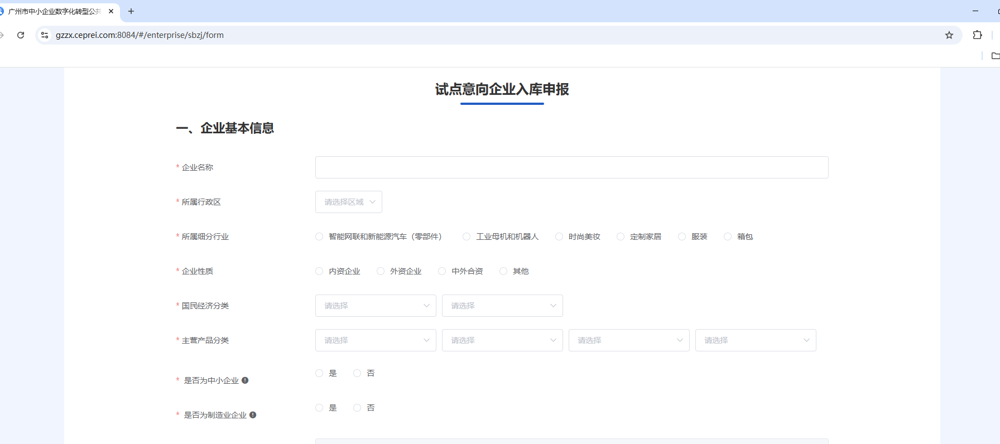 广州市中小企业数字化转型公共
gzzx.ceprei.com:8084/#/enterprise/sbzj/form
试点意向企业入库申报
一、企业基本信息
* 企业名称
* 所属行政区 请选择区域
* 所属细分行业 智能网联和新能源汽车（零部件） 工业母机和机器人 时尚美妆 定制家居 服装 箱包
* 企业性质 内资企业 外资企业 中外合资 其他
* 国民经济分类 请选择 请选择
* 主营产品分类 请选择 请选择 请选择 请选择
* 是否为中小企业 是 否
* 是否为制造业企业 是 否